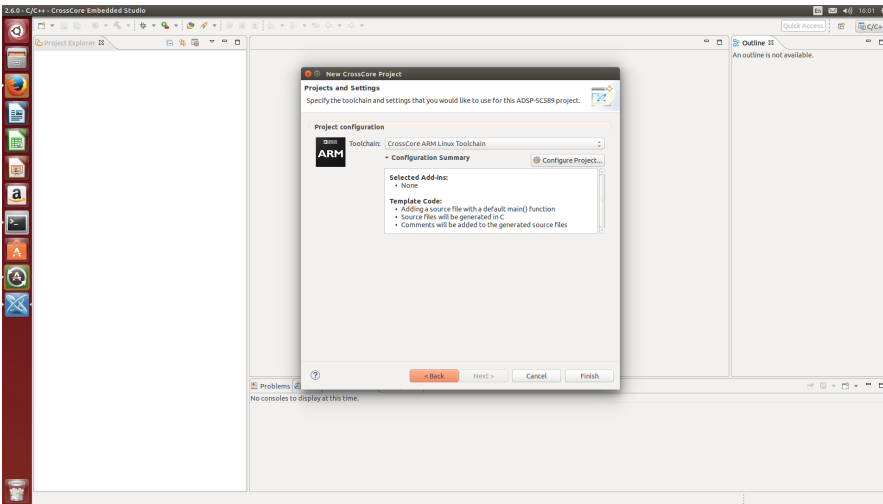 2.6.0 - C/C++ - CrossCore Embedded Studio
En
16:01
Quick Access
C/C+
Project Explorer
Outline
An outline is not available.
New CrossCore Project
Projects and Settings
Specify the toolchain and settings that you would like to use for this ADSP-SC589 project.
Project configuration
ARM
Toolchain: CrossCore ARM Linux Toolchain
Configuration Summary
Configure Project...
Selected Add-ins:
• None
Template Code:
• Adding a source file with a default main() function
• Source files will be generated in C
• Comments will be added to the generated source files
< Back
Next >
Cancel
Finish
Problems
No consoles to display at this time.